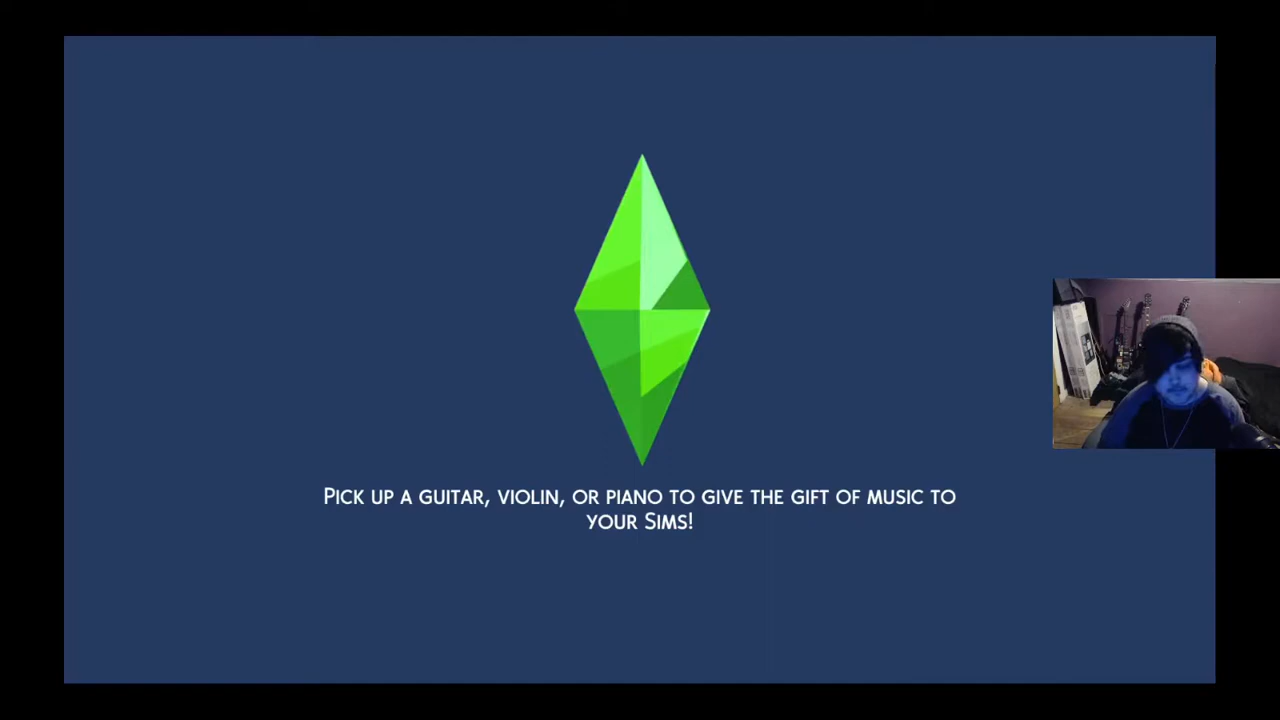 Pick up a guitar, violin, or piano to give the gift of music to
your Sims!